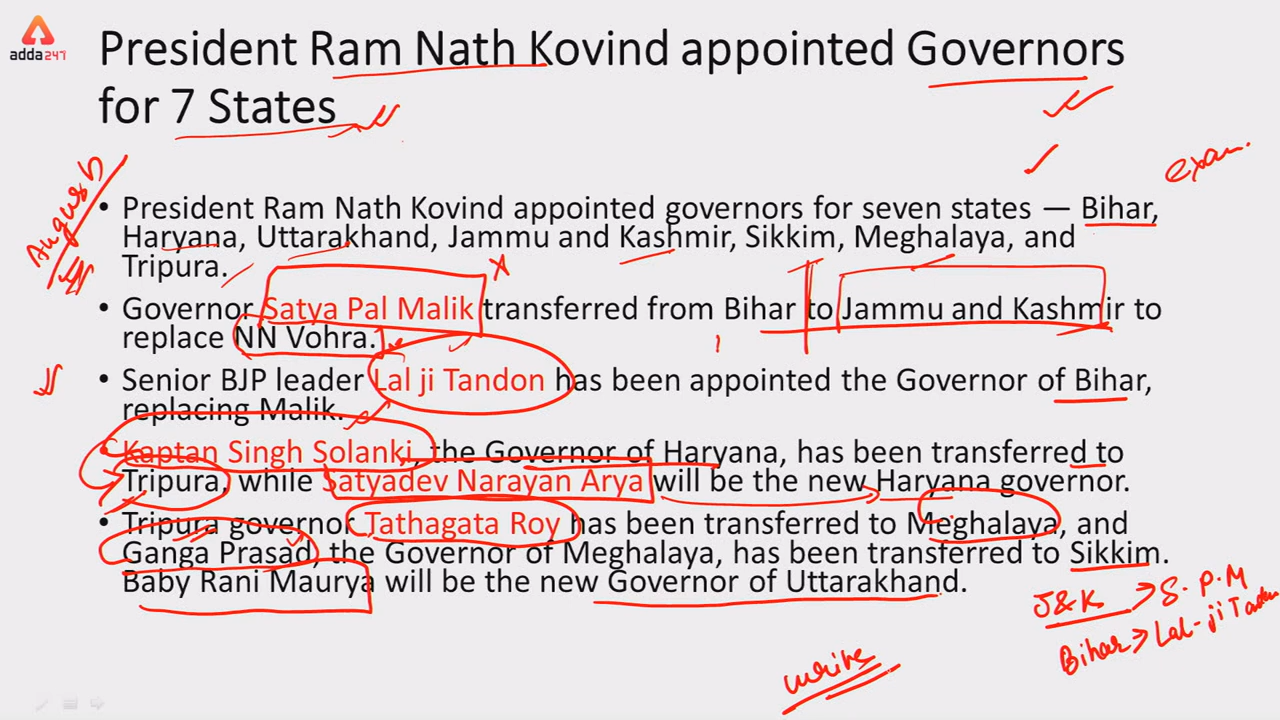 adda247
President Ram Nath Kovind appointed Governors
for 7 States
exam.
August
• President Ram Nath Kovind appointed governors for seven states — Bihar,
Haryana, Uttarakhand, Jammu and Kashmir, Sikkim, Meghalaya, and
Tripura.
• Governor Satya Pal Malik transferred from Bihar to Jammu and Kashmir to
replace NN Vohra.
• Senior BJP leader Lal ji Tandon has been appointed the Governor of Bihar,
replacing Malik.
• Kaptan Singh Solanki, the Governor of Haryana, has been transferred to
Tripura, while Satyadev Narayan Arya will be the new Haryana governor.
• Tripura governor Tathagata Roy has been transferred to Meghalaya, and
Ganga Prasad, the Governor of Meghalaya, has been transferred to Sikkim.
Baby Rani Maurya will be the new Governor of Uttarakhand.
J&K → S.P.M
Bihar → Lal-ji Tandon
write